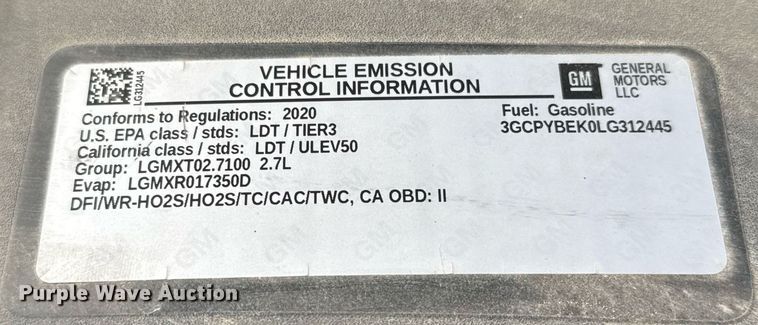 LG312445
VEHICLE EMISSION
CONTROL INFORMATION
GM
GENERAL
MOTORS
LLC
Conforms to Regulations: 2020
U.S. EPA class / stds: LDT / TIER3
California class / stds: LDT / ULEV50
Group: LGMXT02.7100 2.7L
Evap: LGMXR017350D
DFI/WR-HO2S/HO2S/TC/CAC/TWC, CA OBD: II
Fuel: Gasoline
3GCPYBEK0LG312445
Purple Wave Auction